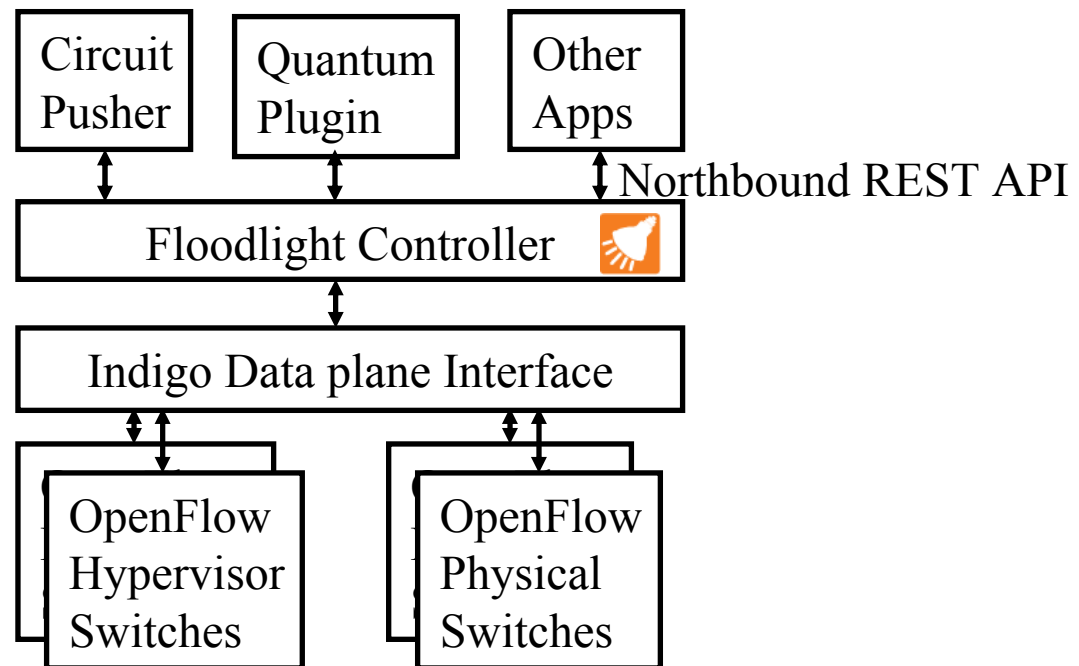 Circuit
Pusher
Quantum
Plugin
Other
Apps
Northbound REST API
Floodlight Controller
Indigo Data plane Interface
OpenFlow
Hypervisor
Switches
OpenFlow
Physical
Switches